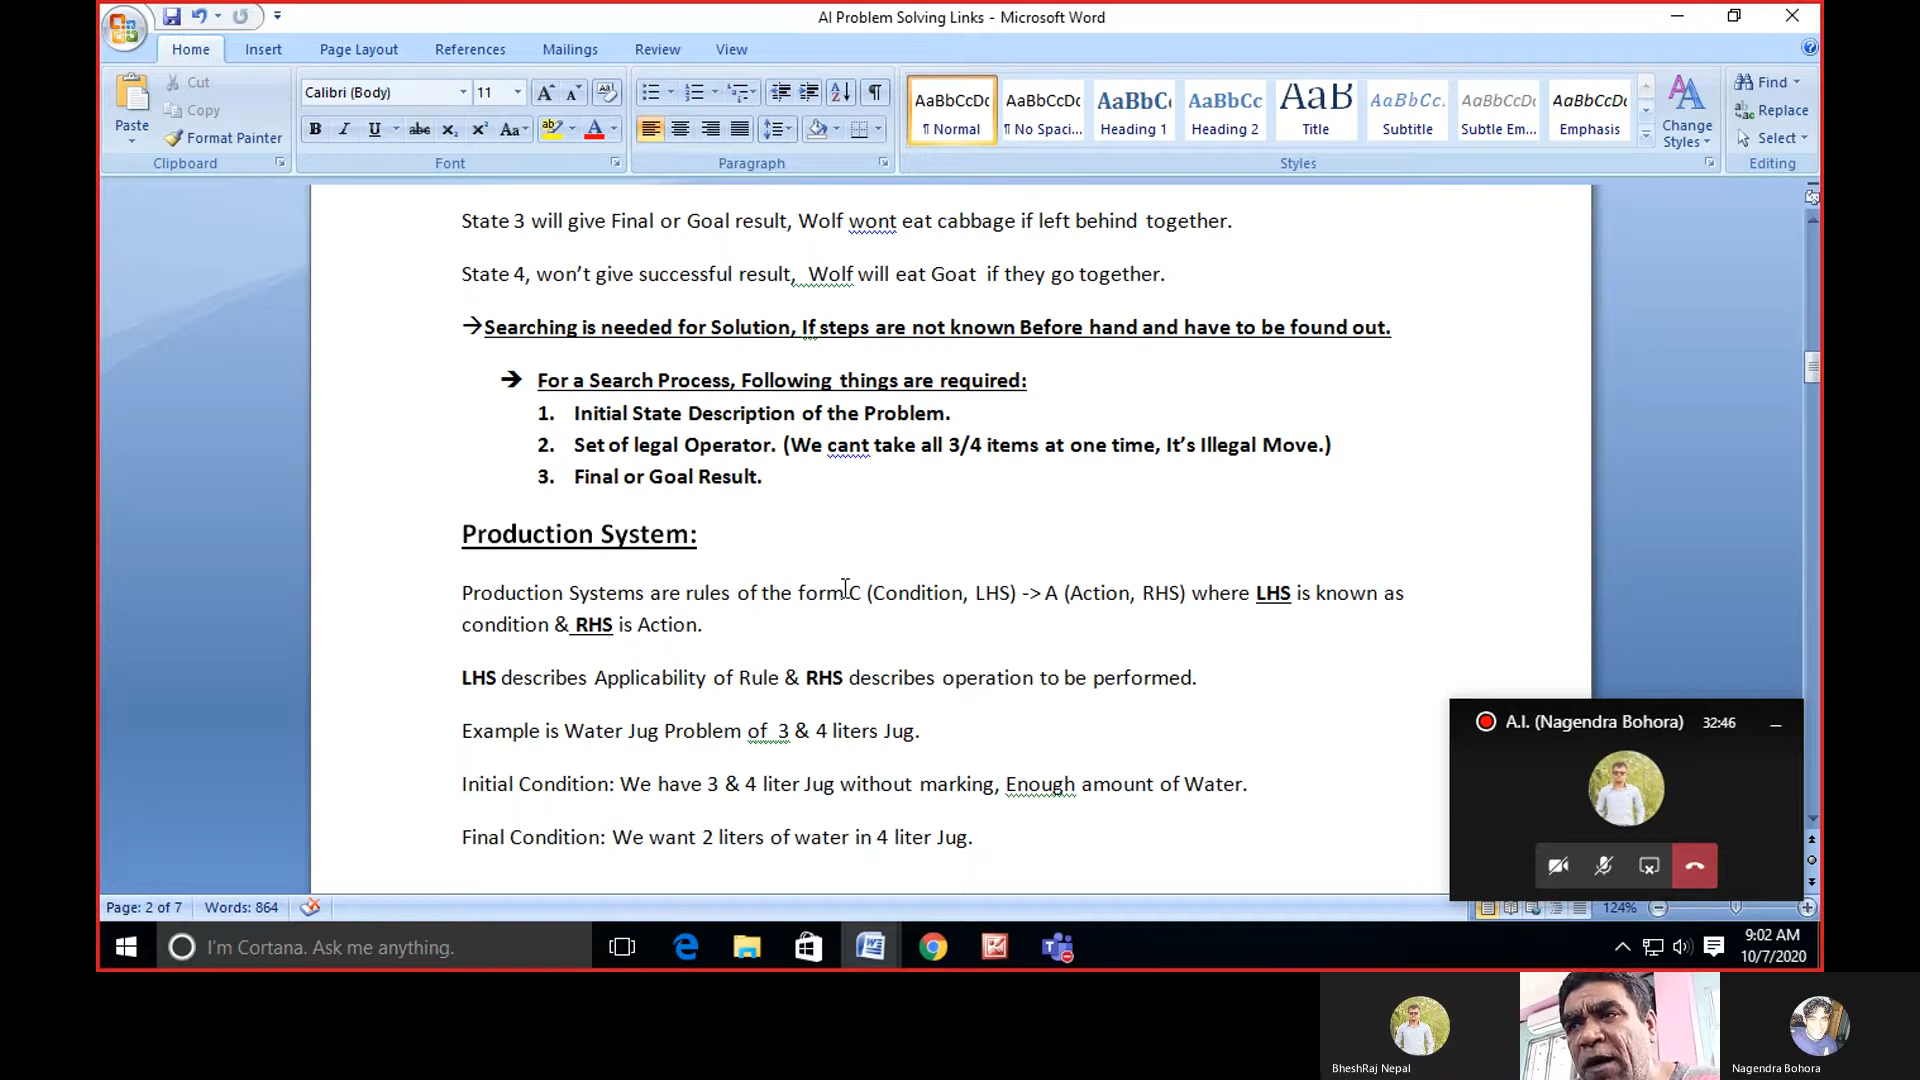 AI Problem Solving Links - Microsoft Word
Home Insert Page Layout References Mailings Review View
Paste
Cut
Copy
Format Painter
Clipboard
Calibri (Body) 11
Font
Paragraph
AaBbCcDc AaBbCcDc AaBbCc AaBbCc AaB AaBbCc. AaBbCcDc AaBbCcDc
¶ Normal ¶ No Spaci... Heading 1 Heading 2 Title Subtitle Subtle Em... Emphasis
Change Styles
Styles
Find
Replace
Select
Editing
State 3 will give Final or Goal result, Wolf wont eat cabbage if left behind together.
State 4, won’t give successful result,  Wolf will eat Goat  if they go together.
→Searching is needed for Solution, If steps are not known Before hand and have to be found out.
➔ For a Search Process, Following things are required:
1. Initial State Description of the Problem.
2. Set of legal Operator. (We cant take all 3/4 items at one time, It’s Illegal Move.)
3. Final or Goal Result.
Production System:
Production Systems are rules of the form C (Condition, LHS) -> A (Action, RHS) where LHS is known as
condition & RHS is Action.
LHS describes Applicability of Rule & RHS describes operation to be performed.
Example is Water Jug Problem of  3 & 4 liters Jug.
Initial Condition: We have 3 & 4 liter Jug without marking, Enough amount of Water.
Final Condition: We want 2 liters of water in 4 liter Jug.
A.I. (Nagendra Bohora) 32:46
Page: 2 of 7 Words: 864
124%
I'm Cortana. Ask me anything.
9:02 AM
10/7/2020
BheshRaj Nepal
Nagendra Bohora